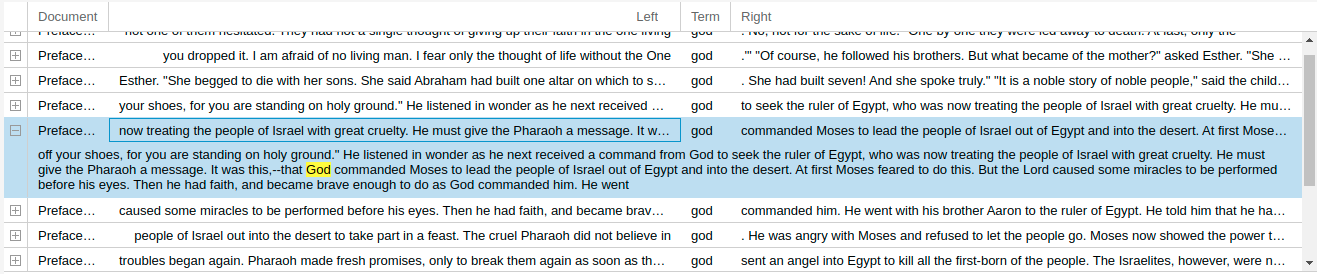 Document Left Term Right
Preface… not one of them hesitated. They had not a single thought of giving up their faith in the one living god . No, not for the sake of life. "One by one they were led away to death. At last, only the
Preface… you dropped it. I am afraid of no living man. I fear only the thought of life without the One god .'" "Of course, he followed his brothers. But what became of the mother?" asked Esther. "She …
Preface… Esther. "She begged to die with her sons. She said Abraham had built one altar on which to s… god . She had built seven! And she spoke truly." "It is a noble story of noble people," said the child…
Preface… your shoes, for you are standing on holy ground." He listened in wonder as he next received … god to seek the ruler of Egypt, who was now treating the people of Israel with great cruelty. He mu…
Preface… now treating the people of Israel with great cruelty. He must give the Pharaoh a message. It w… god commanded Moses to lead the people of Israel out of Egypt and into the desert. At first Mose…
off your shoes, for you are standing on holy ground." He listened in wonder as he next received a command from God to seek the ruler of Egypt, who was now treating the people of Israel with great cruelty. He must
give the Pharaoh a message. It was this,--that God commanded Moses to lead the people of Israel out of Egypt and into the desert. At first Moses feared to do this. But the Lord caused some miracles to be performed
before his eyes. Then he had faith, and became brave enough to do as God commanded him. He went
Preface… caused some miracles to be performed before his eyes. Then he had faith, and became brav… god commanded him. He went with his brother Aaron to the ruler of Egypt. He told him that he ha…
Preface… people of Israel out into the desert to take part in a feast. The cruel Pharaoh did not believe in god . He was angry with Moses and refused to let the people go. Moses now showed the power t…
Preface… troubles began again. Pharaoh made fresh promises, only to break them again as soon as th… god sent an angel into Egypt to kill all the first-born of the people. The Israelites, however, were n…